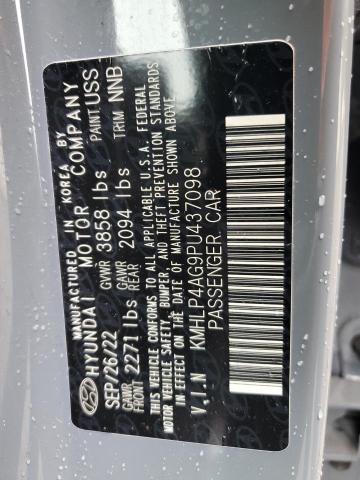 MANUFACTURED IN KOREA BY
HYUNDAI MOTOR COMPANY
SEP/26/22 GVWR 3858 lbs PAINT USS
GAWR FRONT 2271 lbs GAWR REAR 2094 lbs TRIM NNB
THIS VEHICLE CONFORMS TO ALL APPLICABLE U.S.A. FEDERAL
MOTOR VEHICLE SAFETY, BUMPER, AND THEFT PREVENTION STANDARDS
IN EFFECT ON THE DATE OF MANUFACTURE SHOWN ABOVE
V.I.N KMHLP4AG9PU437098
PASSENGER CAR